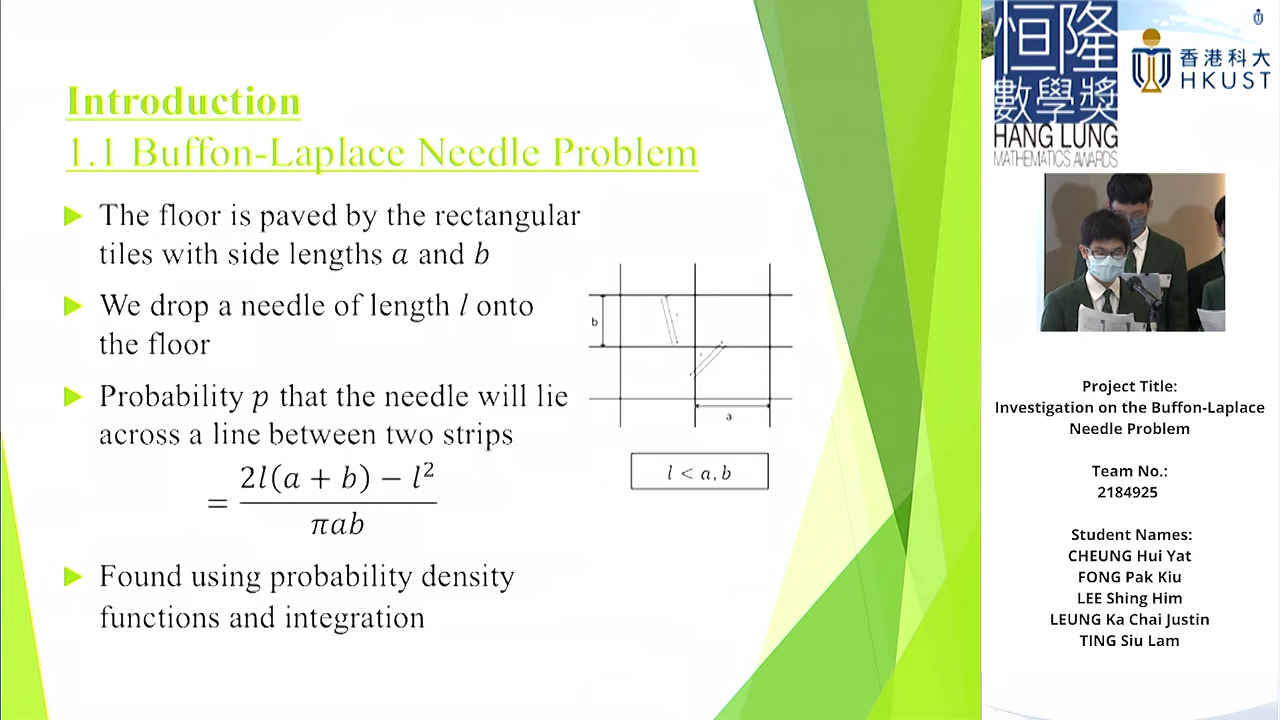 Introduction
1.1 Buffon-Laplace Needle Problem
The floor is paved by the rectangular
tiles with side lengths a and b
We drop a needle of length l onto
the floor
Probability p that the needle will lie
across a line between two strips
= \frac{2l(a + b) − l²}{πab}
Found using probability density
functions and integration
b
l
l
a
l < a, b
恒隆
數學獎
HANG LUNG
MATHEMATICS AWARDS
香港科大
HKUST
Project Title:
Investigation on the Buffon-Laplace
Needle Problem
Team No.:
2184925
Student Names:
CHEUNG Hui Yat
FONG Pak Kiu
LEE Shing Him
LEUNG Ka Chai Justin
TING Siu Lam